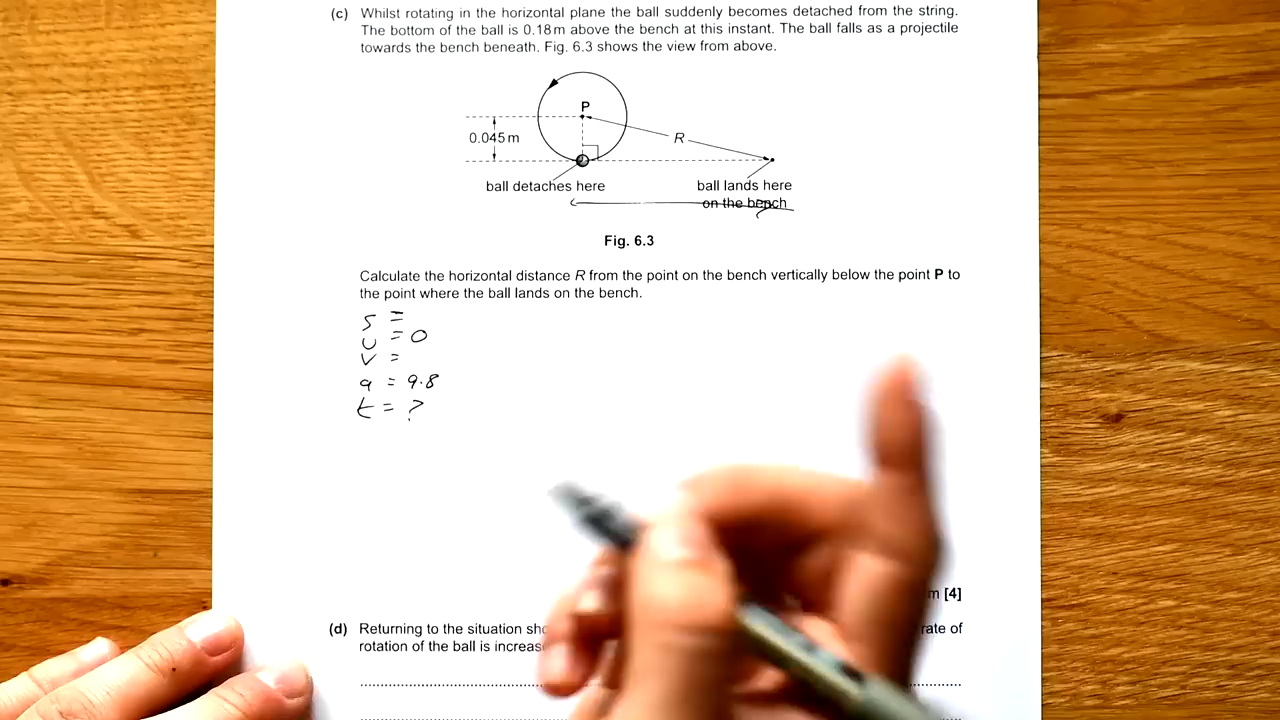 (c) Whilst rotating in the horizontal plane the ball suddenly becomes detached from the string.
The bottom of the ball is 0.18 m above the bench at this instant. The ball falls as a projectile
towards the bench beneath. Fig. 6.3 shows the view from above.
P
0.045 m
R
ball detaches here
ball lands here
on the bench
Fig. 6.3
Calculate the horizontal distance R from the point on the bench vertically below the point P to
the point where the ball lands on the bench.
s =
u = 0
v =
a = 9.8
t = ?
m [4]
(d) Returning to the situation
rate of
rotation of the ball is